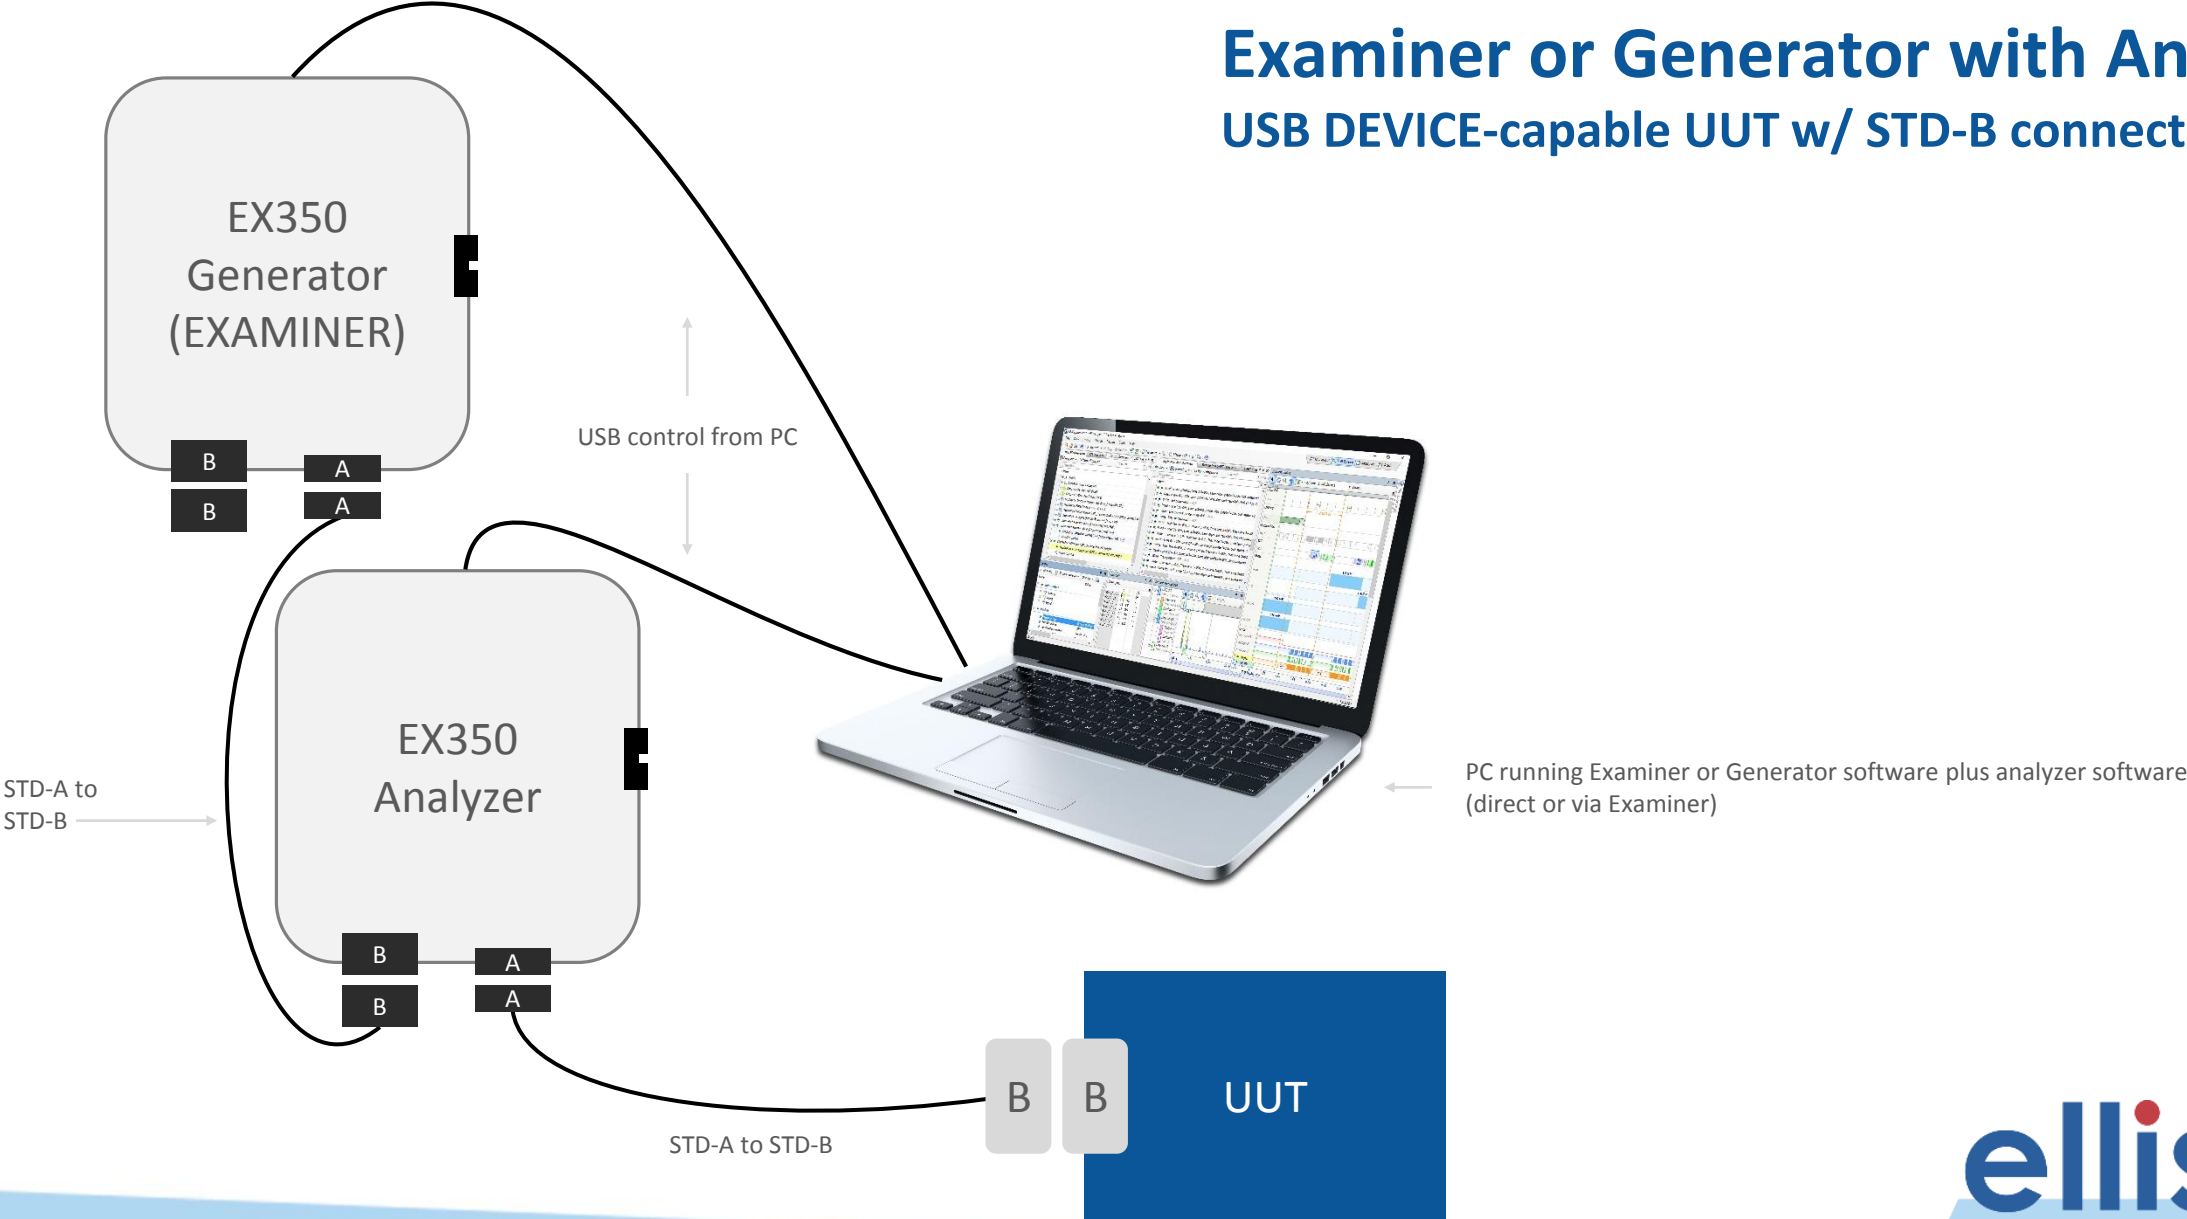 Examiner or Generator with An
USB DEVICE-capable UUT w/ STD-B connect
EX350
Generator
(EXAMINER)
B
A
B
A
USB control from PC
EX350
Analyzer
STD-A to
STD-B
PC running Examiner or Generator software plus analyzer software
(direct or via Examiner)
B
A
B
A
B
B
UUT
STD-A to STD-B
ellis